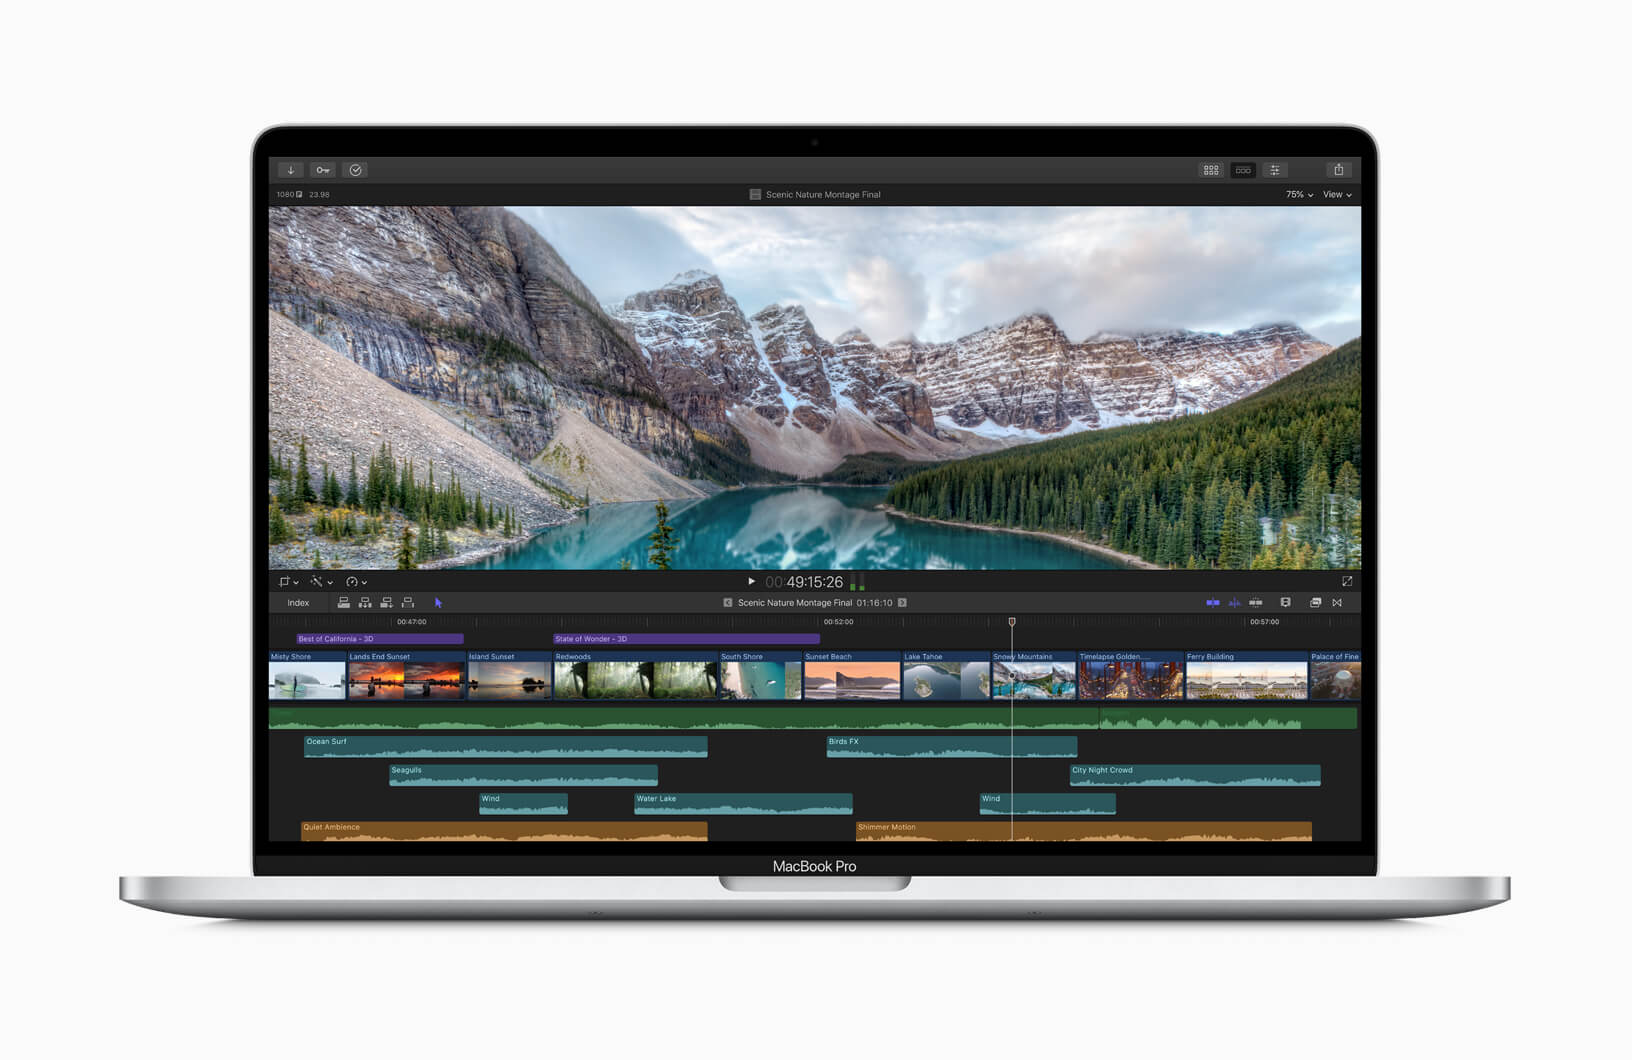 1080 P 23.98
Scenic Nature Montage Final
75% View
00:49:15:26
Index
Scenic Nature Montage Final 01:16:10
00:47:00 00:52:00 00:57:00
Best of California - 3D State of Wonder - 3D
Misty Shore Lands End Sunset Island Sunset Redwoods South Shore Sunset Beach Lake Tahoe Snowy Mountains Timelapse Golden..... Ferry Building Palace of Fine
Ocean Surf Birds FX
Seagulls City Night Crowd
Wind Water Lake Wind
Quiet Ambience Shimmer Motion
MacBook Pro